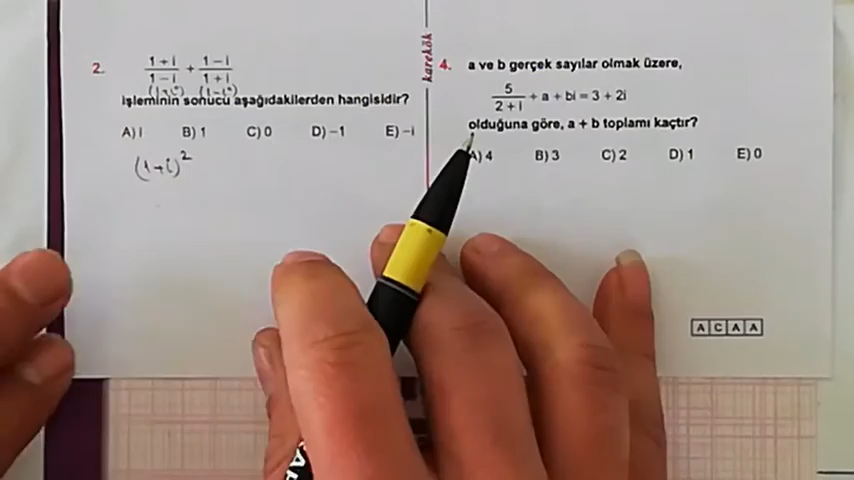 2.
1 + i / 1 − i + 1 − i / 1 + i
(1+i) (1-i)
işleminin sonucu aşağıdakilerden hangisidir?
A) i B) 1 C) 0 D) −1 E) −i
(1+i)²
karekök
4. a ve b gerçek sayılar olmak üzere,
5 / 2 + i + a + bi = 3 + 2i
olduğuna göre, a + b toplamı kaçtır?
A) 4 B) 3 C) 2 D) 1 E) 0
A C A A